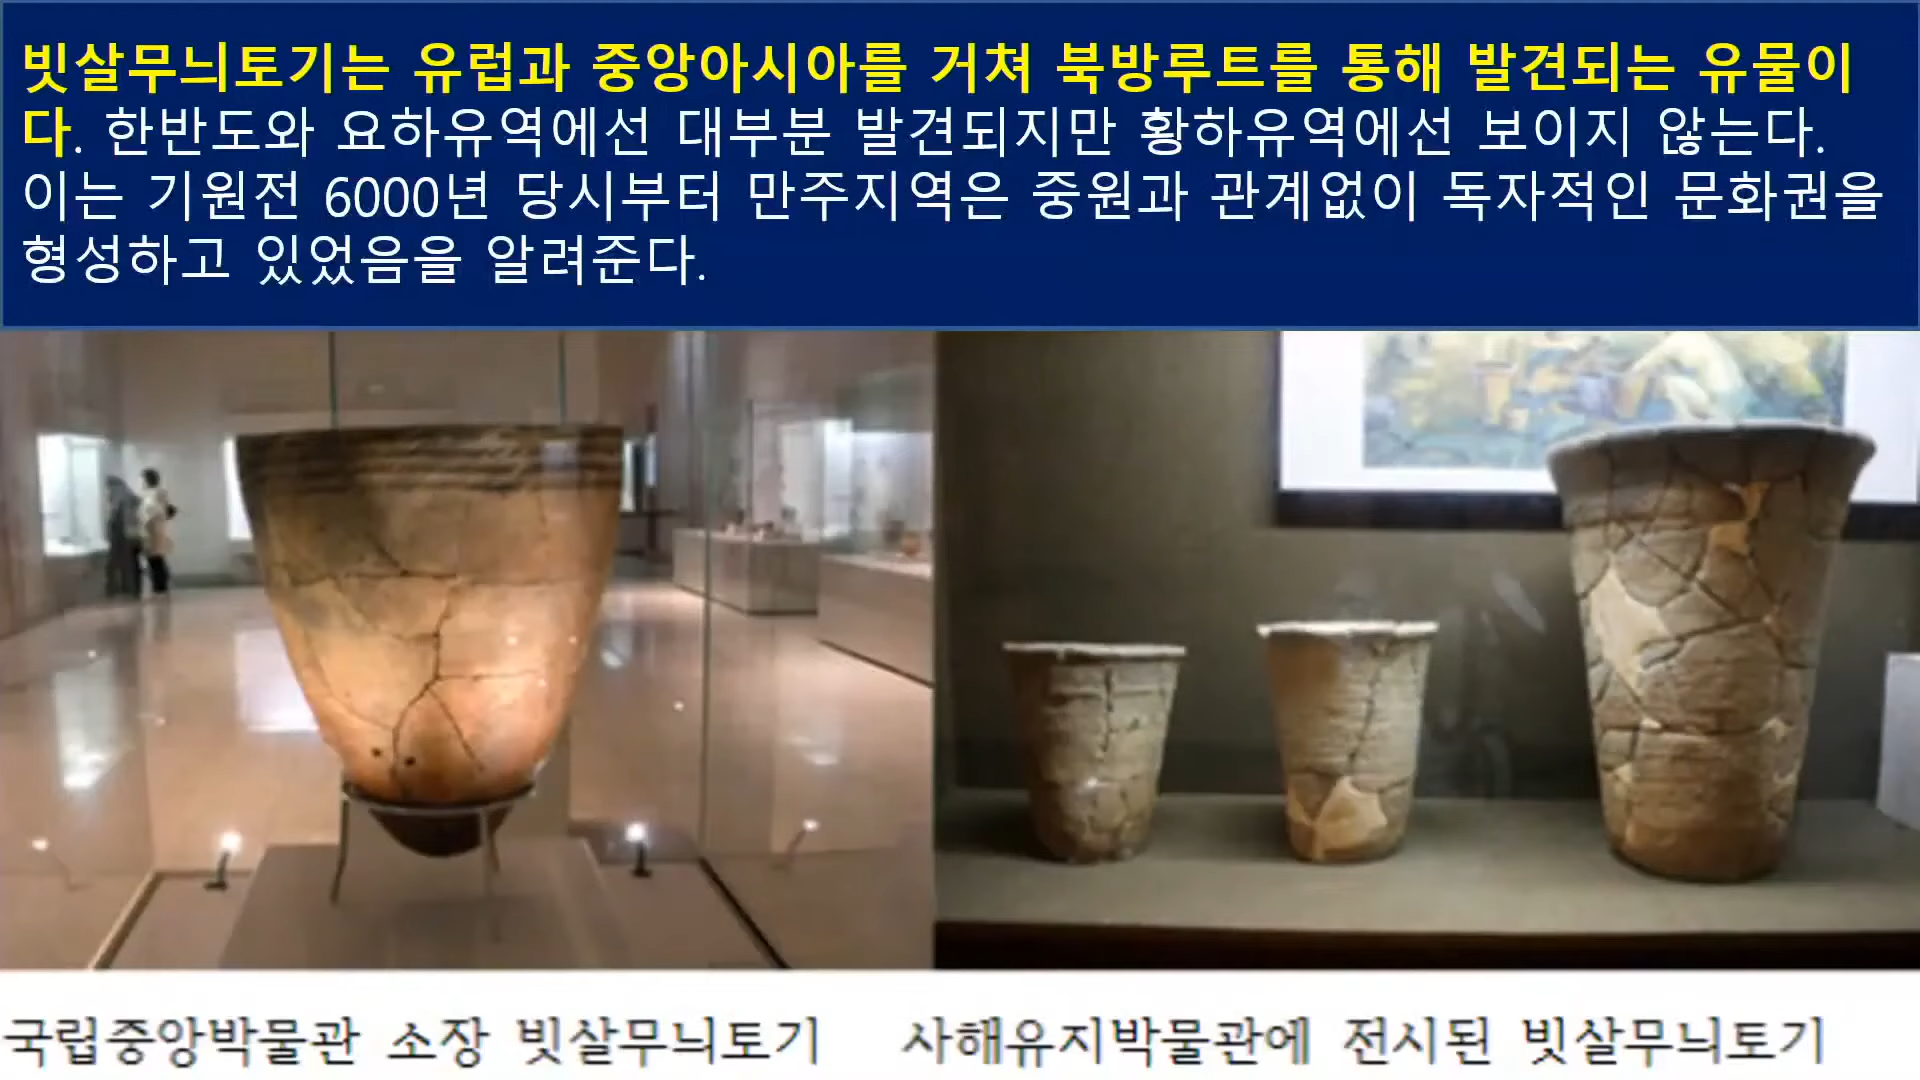 빗살무늬토기는 유럽과 중앙아시아를 거쳐 북방루트를 통해 발견되는 유물이
다. 한반도와 요하유역에선 대부분 발견되지만 황하유역에선 보이지 않는다.
이는 기원전 6000년 당시부터 만주지역은 중원과 관계없이 독자적인 문화권을
형성하고 있었음을 알려준다.
국립중앙박물관 소장 빗살무늬토기
사해유지박물관에 전시된 빗살무늬토기